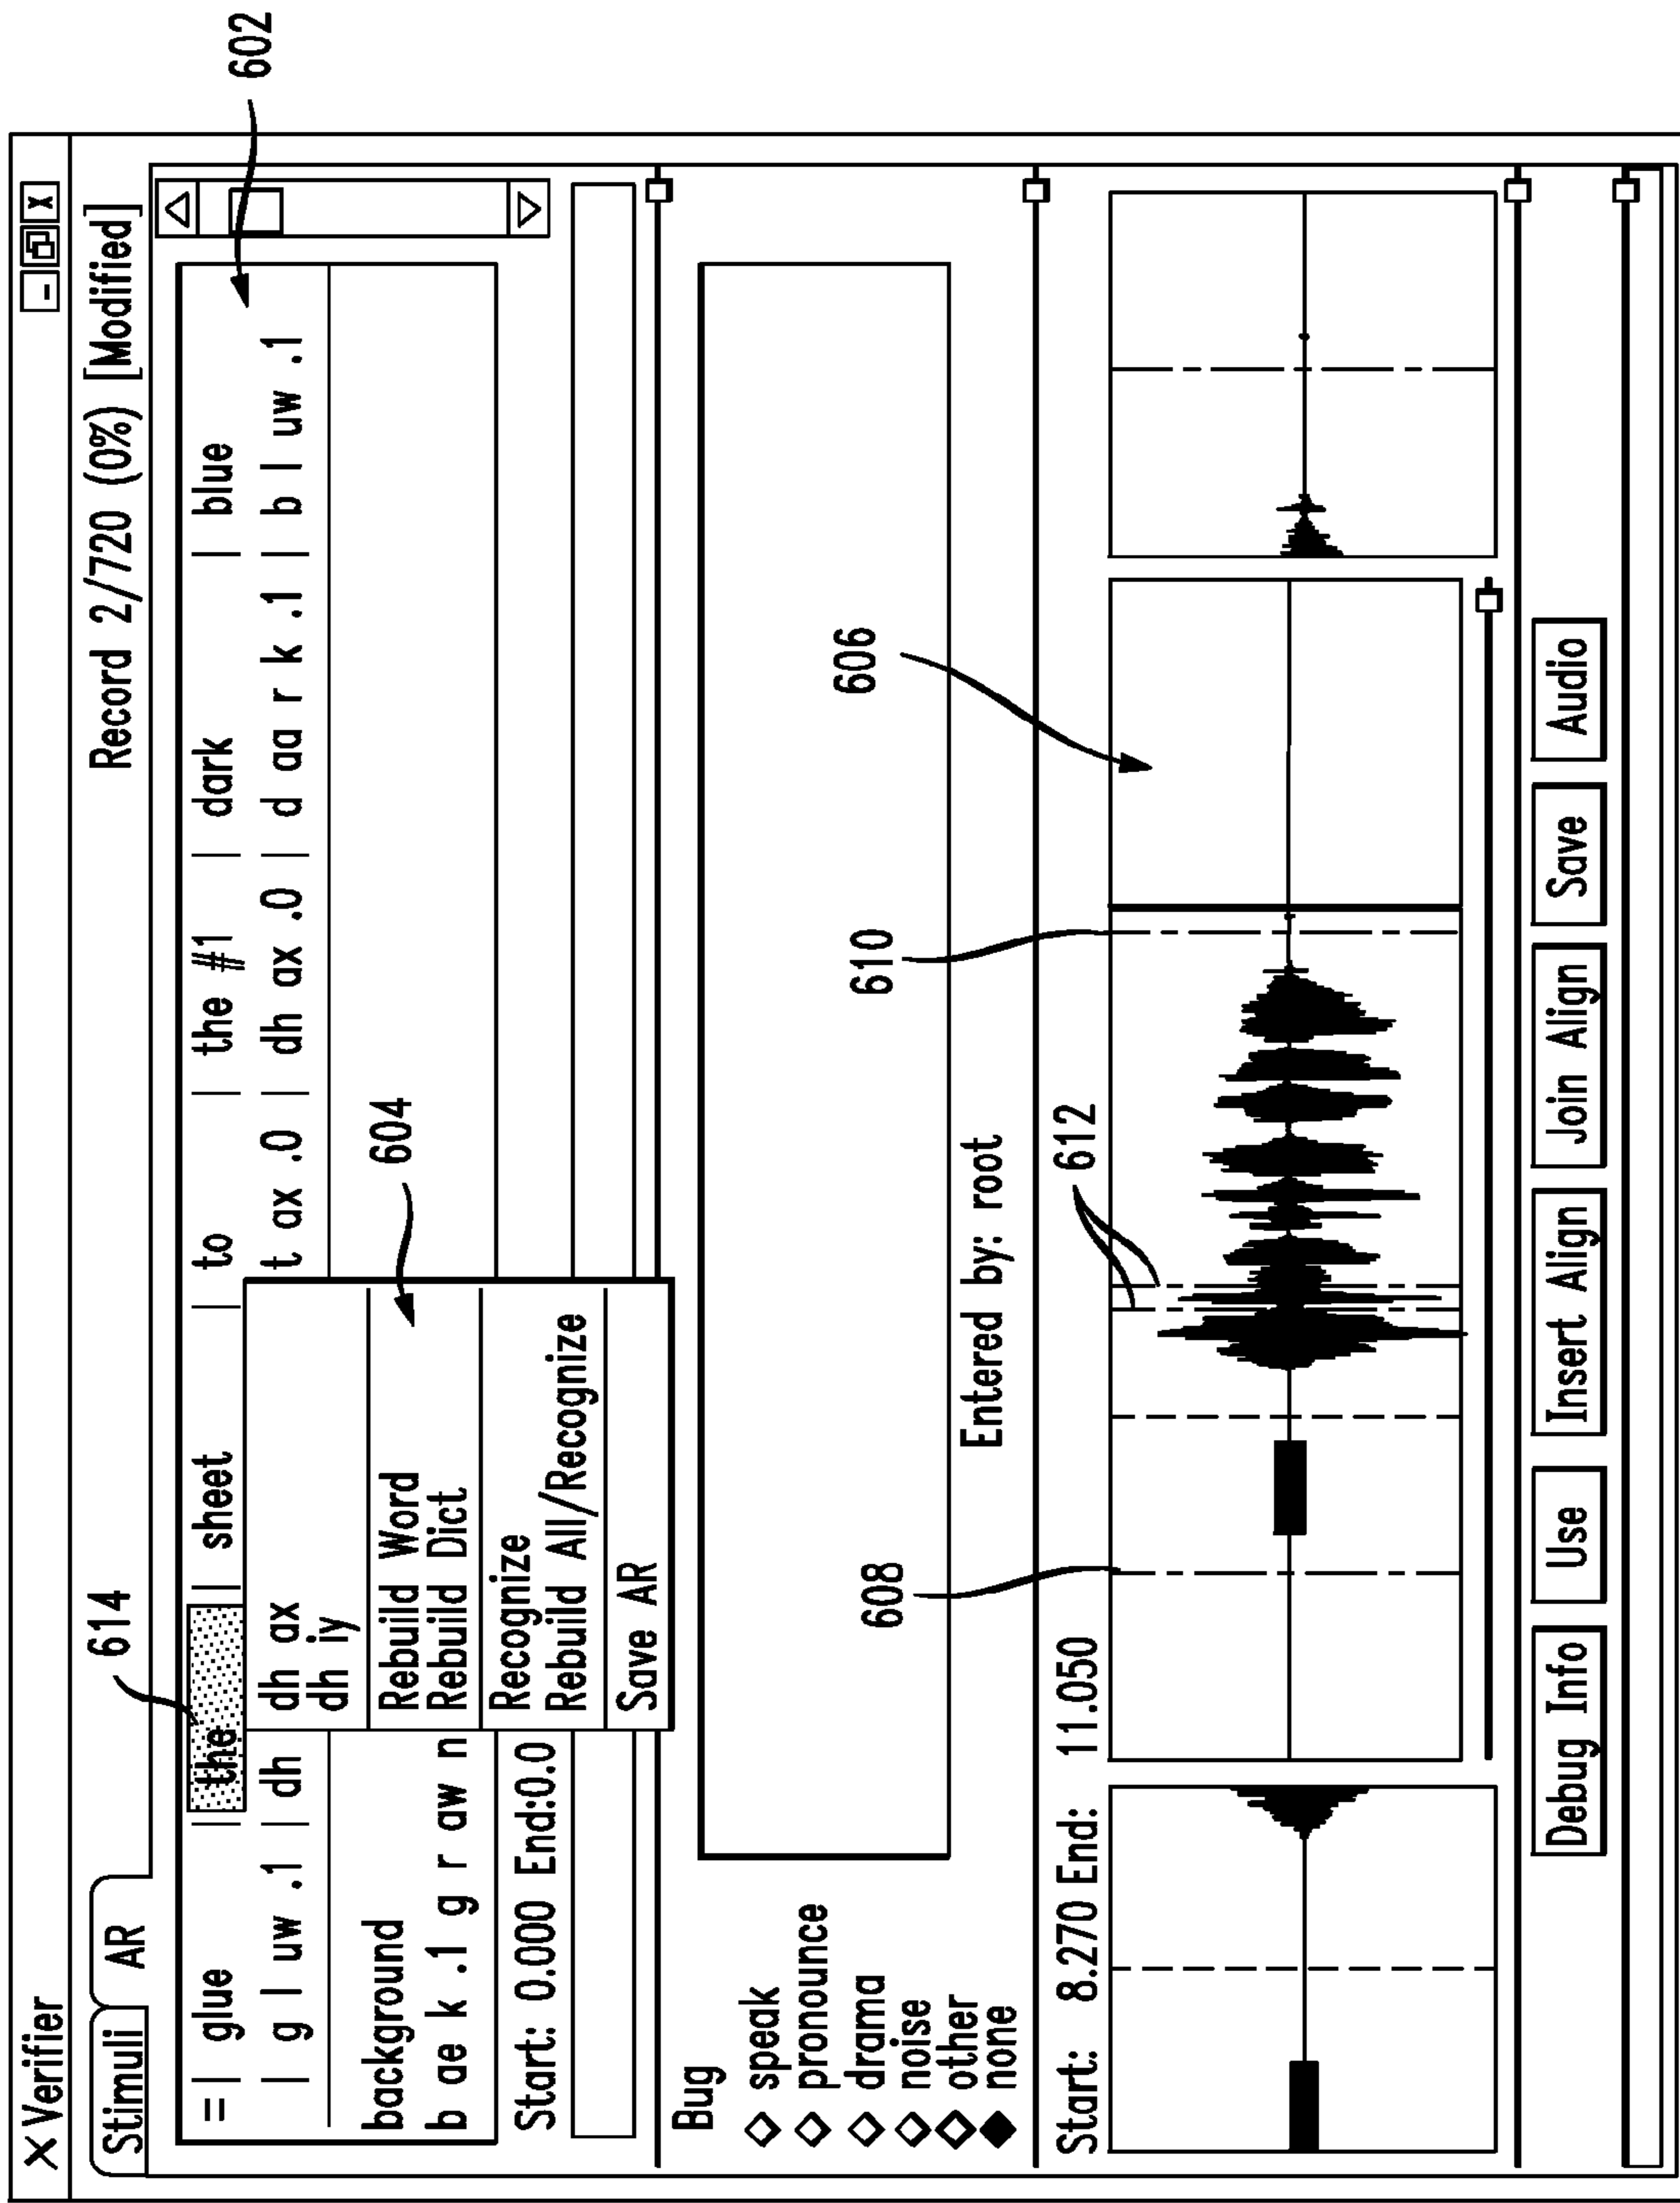 X Verifier
- X
Stimuli AR Record 2/720 (0%) [Modified]
602
614
= | glue | the | sheet | to | the #1 | dark | blue
| g l uw .1 | dh t ax .0 | dh ax .0 | d aa r k .1 | b l uw .1
dh ax
dh iy
background
b ae k .1 g r aw n
Rebuild Word
Rebuild Dict
604
Recognize
Rebuild All/Recognize
Save AR
Start: 0.000 End:0.0
Bug
speak
pronounce
drama
noise
other
none
Entered by: root
606
608
610
612
Start: 8.270 End: 11.050
Debug Info Use Insert Align Join Align Save Audio